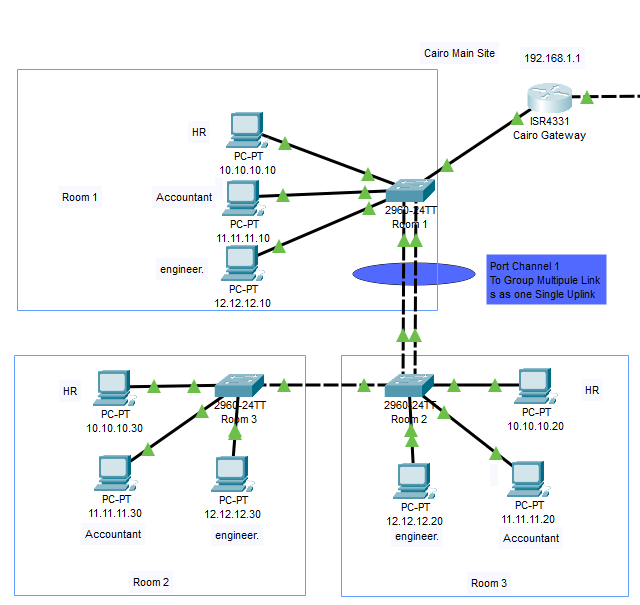 Cairo Main Site
192.168.1.1
ISR4331
Cairo Gateway
HR
PC-PT
10.10.10.10
Room 1
Accountant
PC-PT
11.11.11.10
2960-24TT
Room 1
engineer.
PC-PT
12.12.12.10
Port Channel 1
To Group Multipule Link
s as one Single Uplink
HR
PC-PT
10.10.10.30
2960-24TT
Room 3
PC-PT
11.11.11.30
Accountant
PC-PT
12.12.12.30
engineer.
Room 2
2960-24TT
Room 2
PC-PT
10.10.10.20
HR
PC-PT
12.12.12.20
engineer.
PC-PT
11.11.11.20
Accountant
Room 3